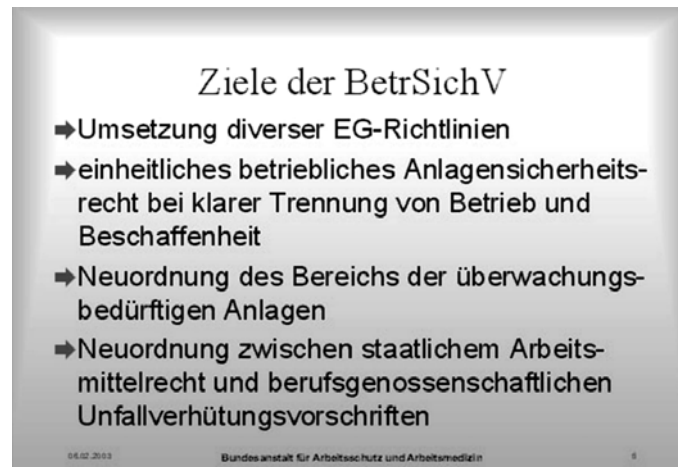 Ziele der BetrSichV
➡Umsetzung diverser EG-Richtlinien
➡einheitliches betriebliches Anlagensicherheits-
recht bei klarer Trennung von Betrieb und
Beschaffenheit
➡Neuordnung des Bereichs der überwachungs-
bedürftigen Anlagen
➡Neuordnung zwischen staatlichem Arbeits-
mittelrecht und berufsgenossenschaftlichen
Unfallverhütungsvorschriften
Bundesanstalt für Arbeitsschutz und Arbeitsmedizin